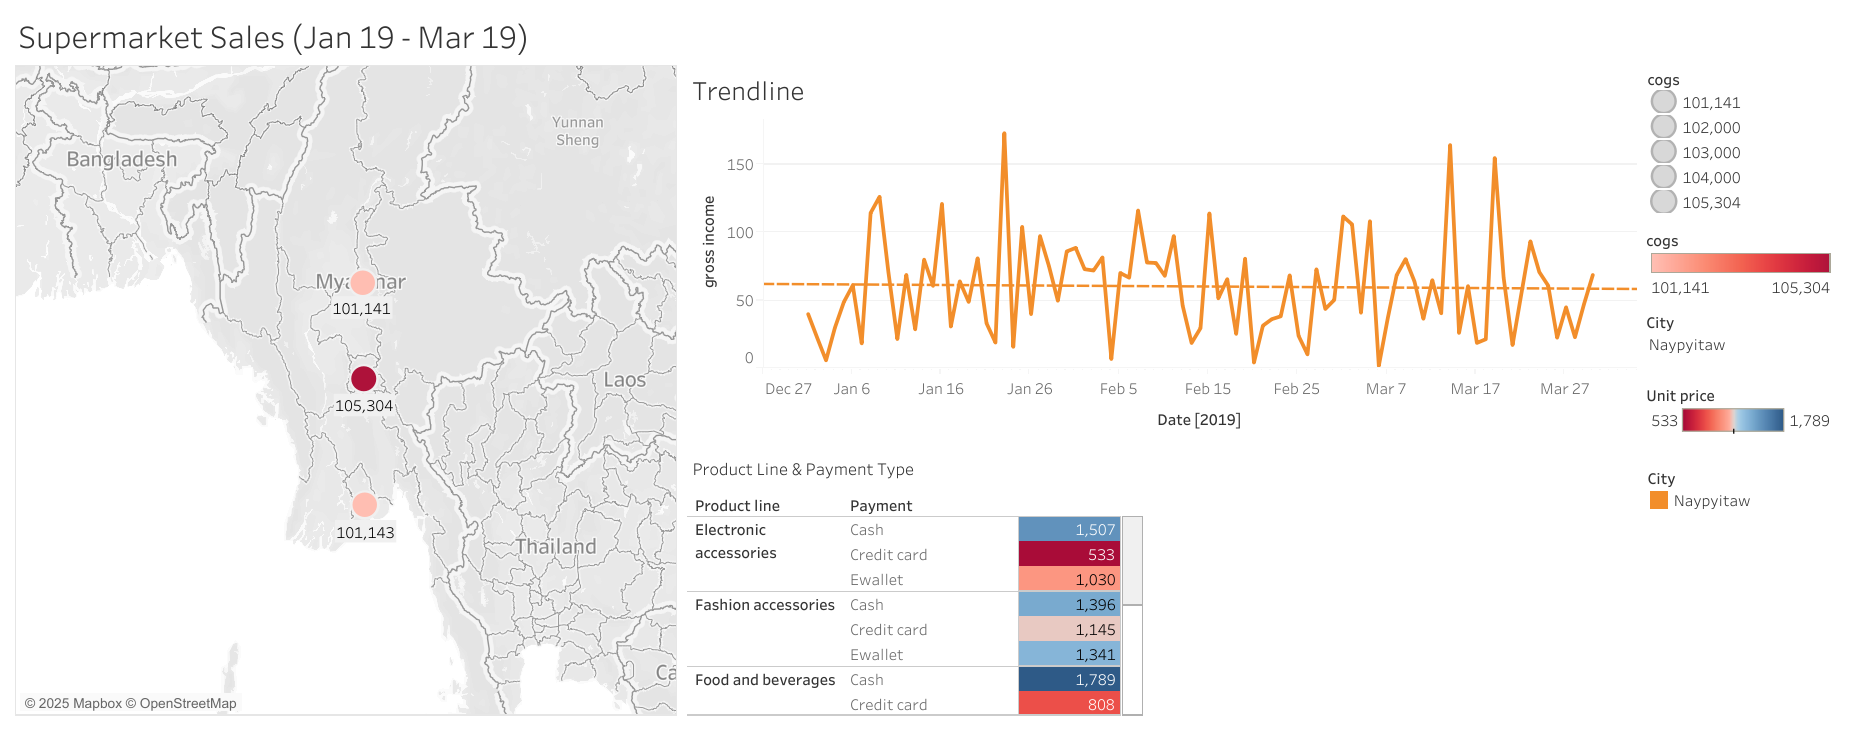 Supermarket Sales (Jan 19 - Mar 19)
Yunnan
Sheng
Bangladesh
Myanmar
101,141
105,304
Laos
101,143
Thailand
Ca
© 2025 Mapbox © OpenStreetMap
Trendline
gross income
150
100
50
0
Dec 27 Jan 6 Jan 16 Jan 26 Feb 5 Feb 15 Feb 25 Mar 7 Mar 17 Mar 27
Date [2019]
Product Line & Payment Type
Product line Payment
Electronic Cash 1,507
accessories Credit card 533
Ewallet 1,030
Fashion accessories Cash 1,396
Credit card 1,145
Ewallet 1,341
Food and beverages Cash 1,789
Credit card 808
cogs
101,141
102,000
103,000
104,000
105,304
cogs
101,141 105,304
City
Naypyitaw
Unit price
533 1,789
City
Naypyitaw